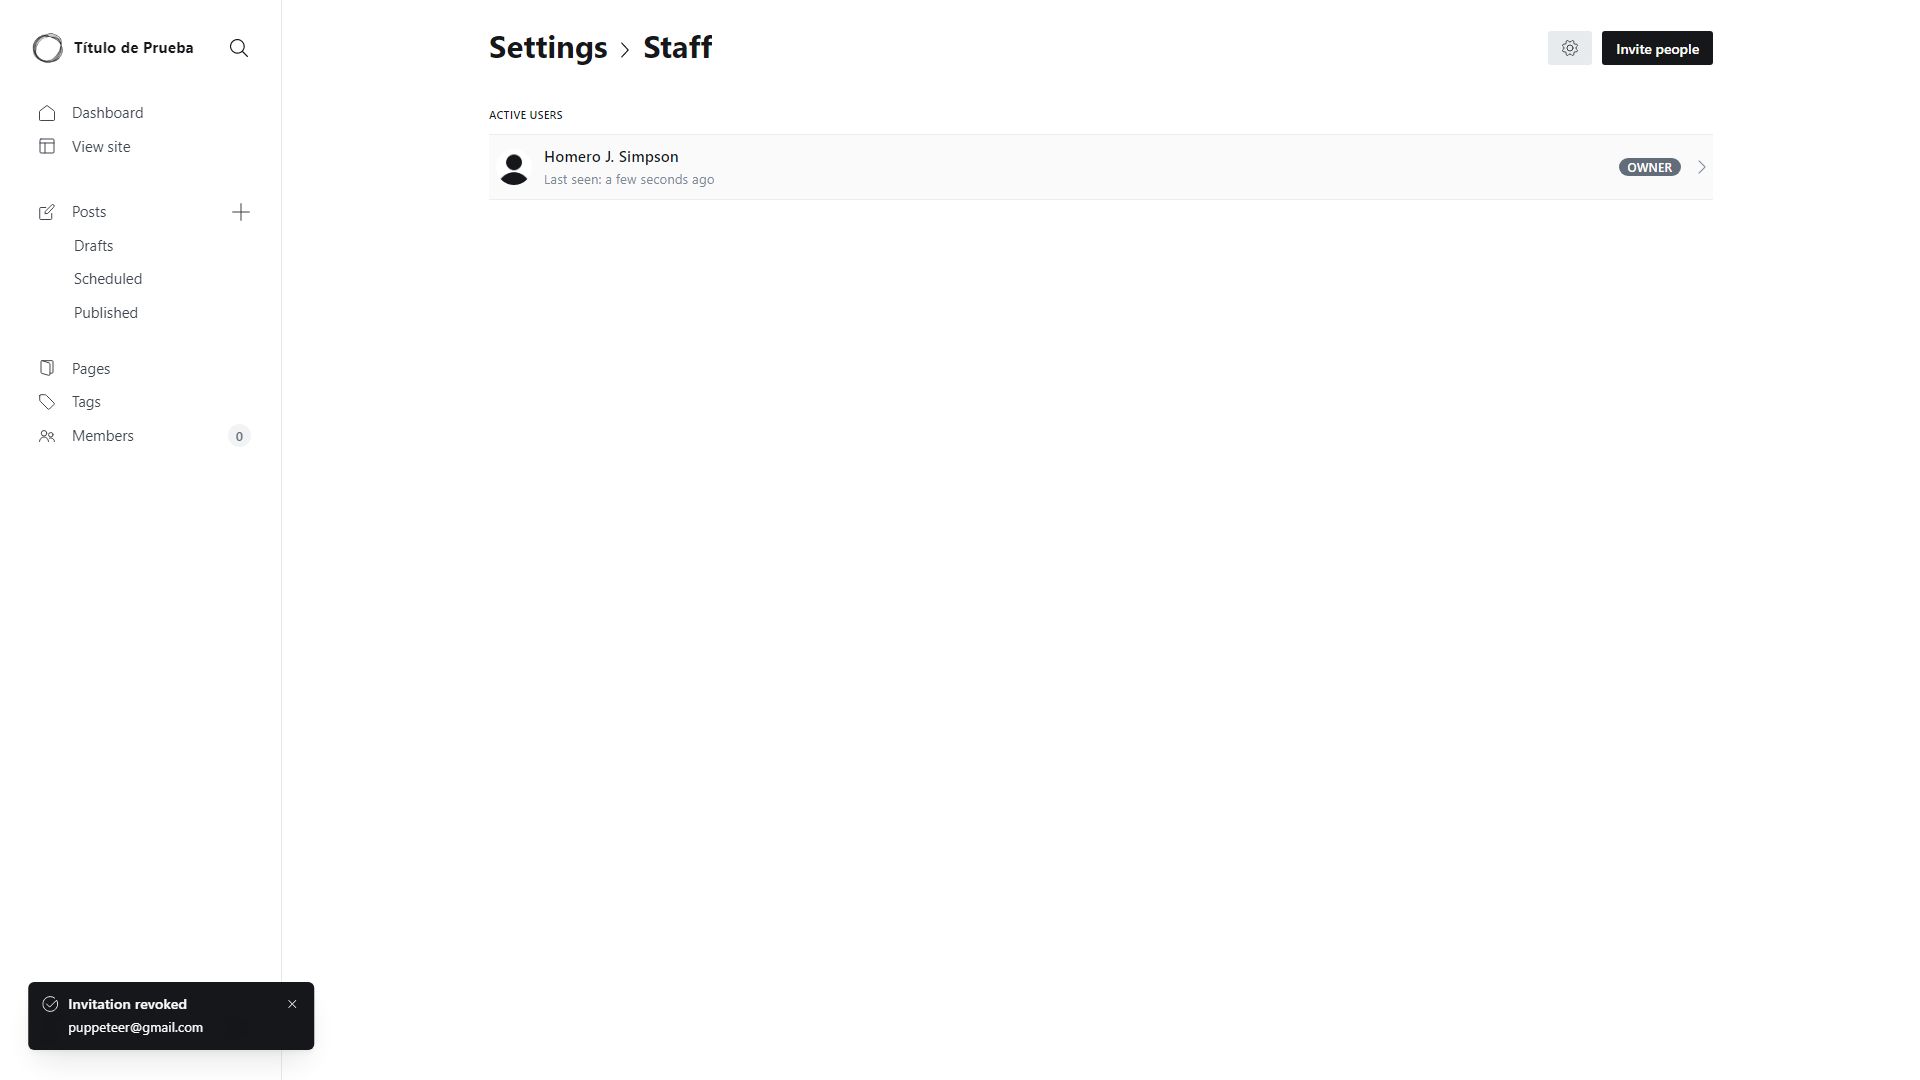 Título de Prueba
Dashboard
View site
Posts
Drafts
Scheduled
Published
Pages
Tags
Members 0
Settings Staff
Invite people
ACTIVE USERS
Homero J. Simpson
Last seen: a few seconds ago
OWNER
Invitation revoked
puppeteer@gmail.com